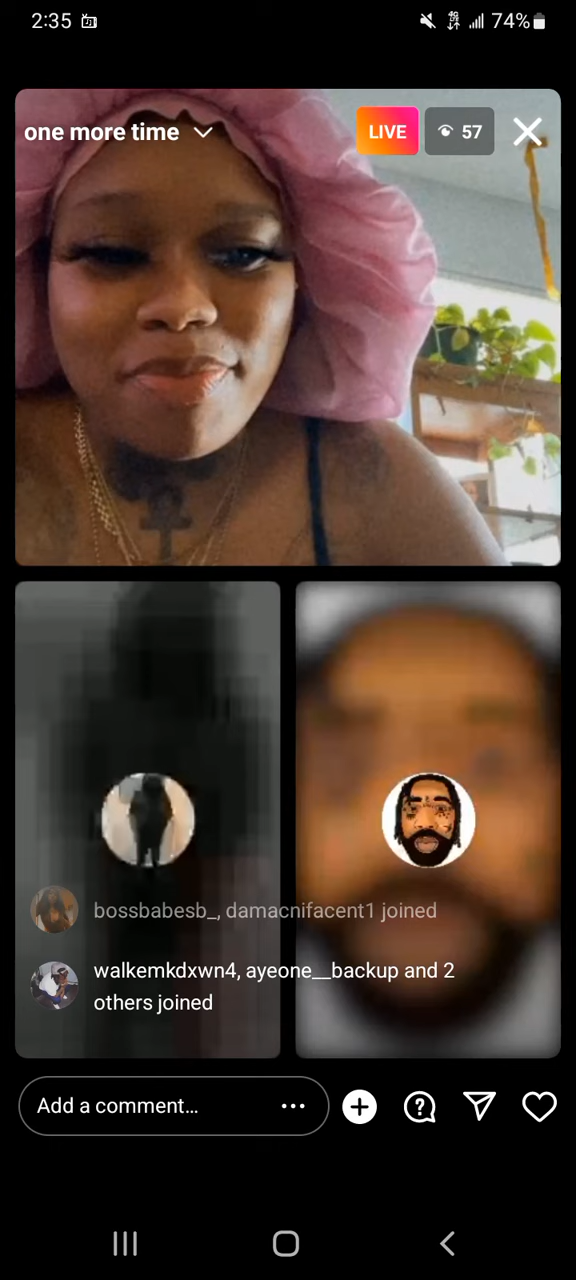 2:35
74%
one more time
LIVE
57
bossbabesb_, damacnifacent1 joined
walkemkdxwn4, ayeone__backup and 2
others joined
Add a comment…